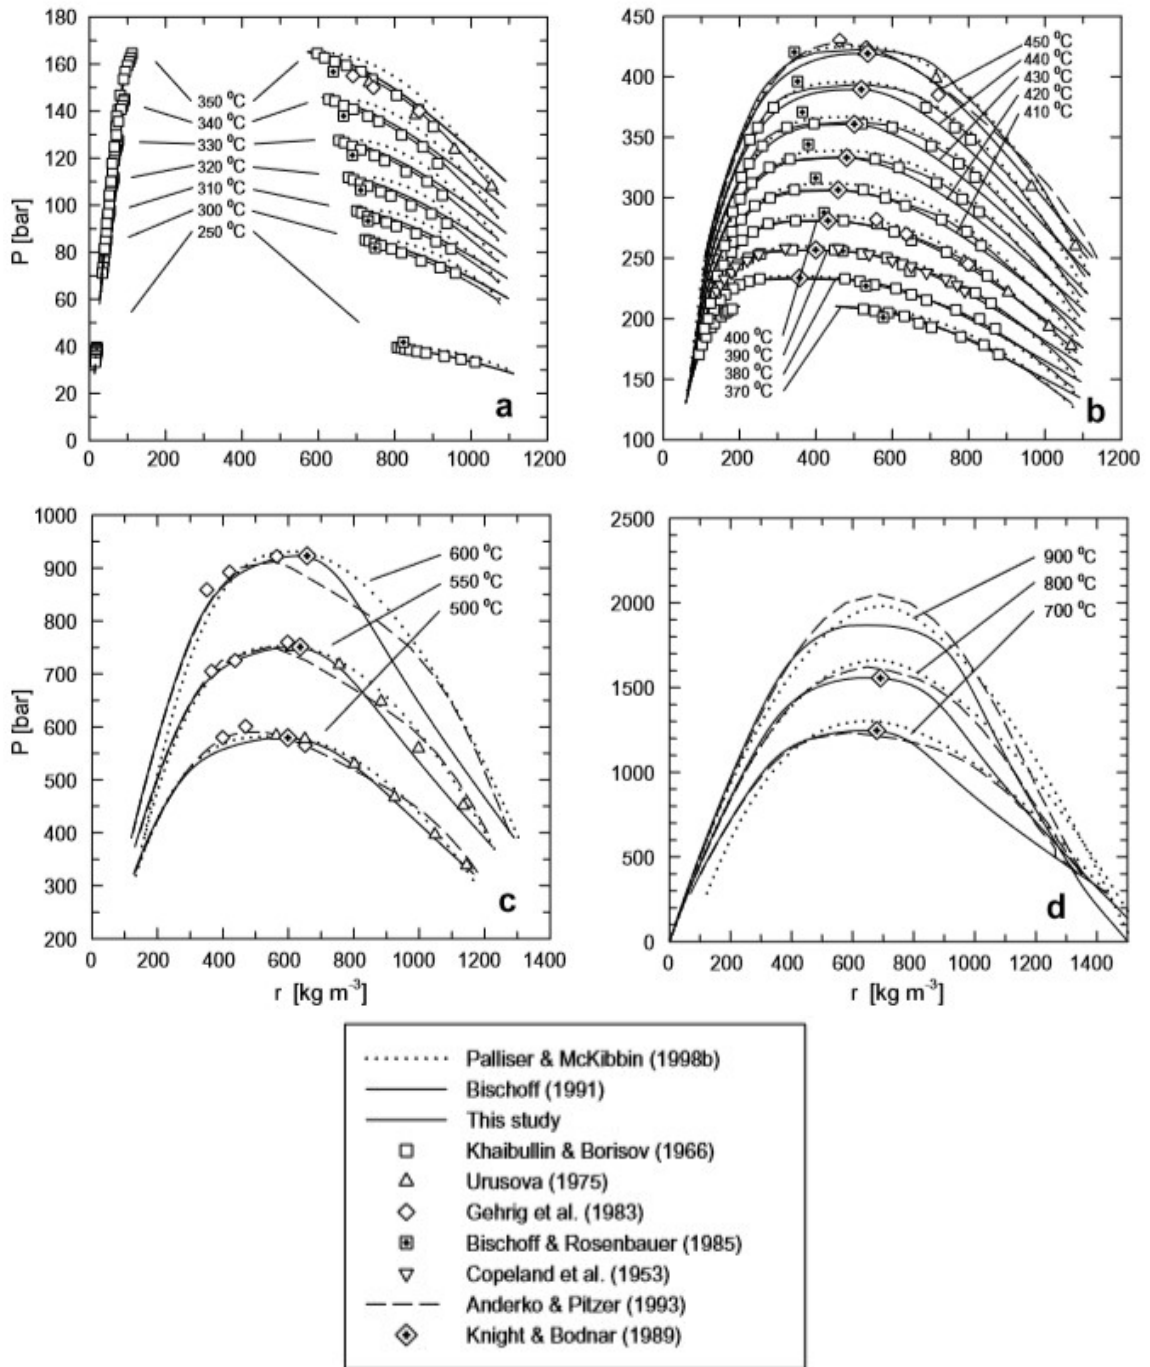 180
160
140
120
100
80
60
40
20
0
P [bar]
350 °C
340 °C
330 °C
320 °C
310 °C
300 °C
250 °C
a
0 200 400 600 800 1000 1200
450
400
350
300
250
200
150
100
450 °C
440 °C
430 °C
420 °C
410 °C
400 °C
390 °C
380 °C
370 °C
b
200 400 600 800 1000 1200
1000
900
800
700
600
500
400
300
200
P [bar]
600 °C
550 °C
500 °C
c
0 200 400 600 800 1000 1200 1400
r [kg m-3]
2500
2000
1500
1000
500
0
900 °C
800 °C
700 °C
d
0 200 400 600 800 1000 1200 1400
r [kg m-3]
Palliser & McKibbin (1998b)
Bischoff (1991)
This study
Khaibullin & Borisov (1966)
Urusova (1975)
Gehrig et al. (1983)
Bischoff & Rosenbauer (1985)
Copeland et al. (1953)
Anderko & Pitzer (1993)
Knight & Bodnar (1989)